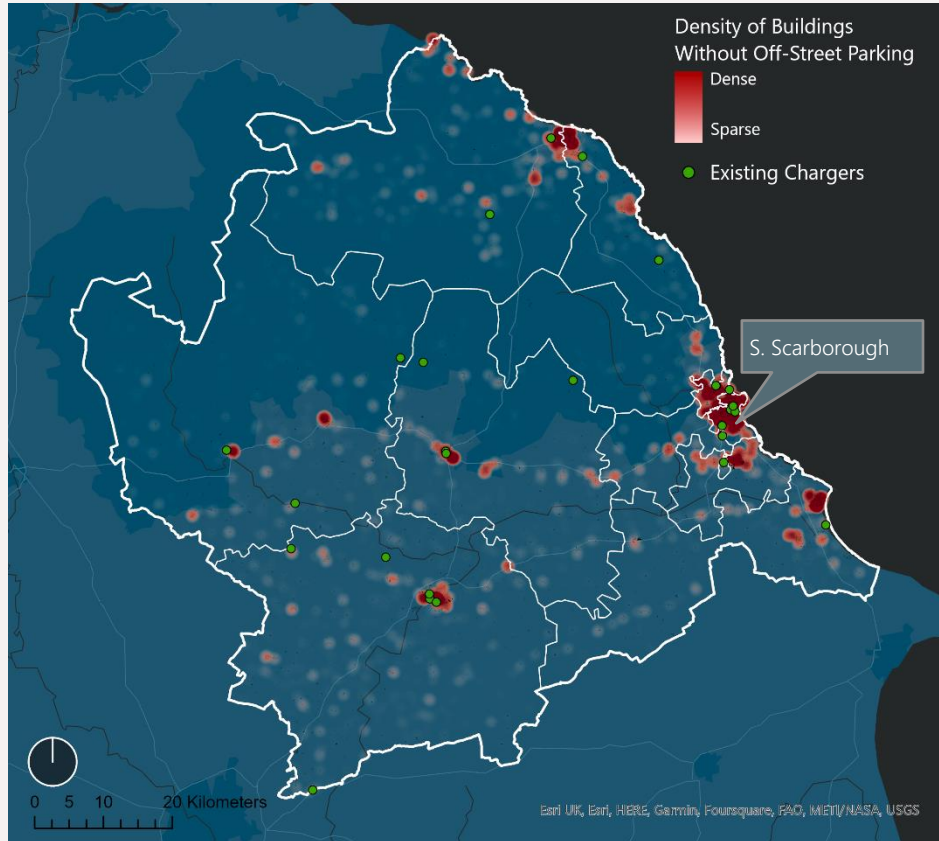 Density of Buildings
Without Off-Street Parking
Dense
Sparse
Existing Chargers
S. Scarborough
0 5 10 20 Kilometers
Esri UK, Esri, HERE, Garmin, Foursquare, FAO, METI/NASA, USGS